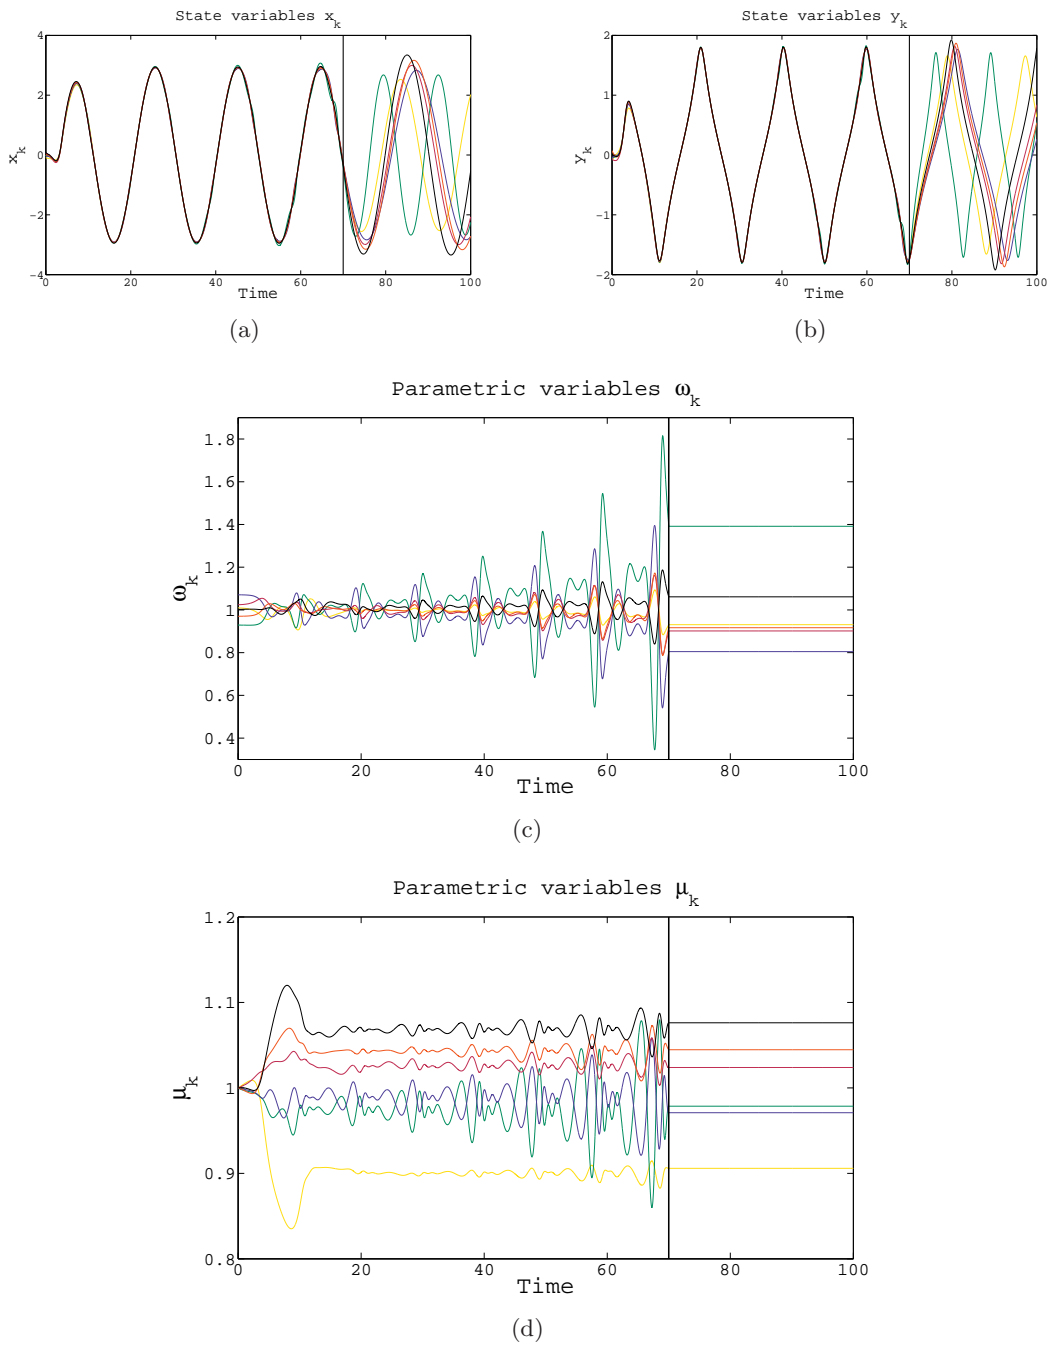 State variables x_k
4
2
0
−2
−4
x_k
0 20 40 60 80 100
Time
(a)
State variables y_k
2
1
0
−1
−2
y_k
0 20 40 60 80 100
Time
(b)
Parametric variables ω_k
1.8
1.6
1.4
1.2
1
0.8
0.6
0.4
ω_k
0 20 40 60 80 100
Time
(c)
Parametric variables μ_k
1.2
1.1
1
0.9
0.8
μ_k
0 20 40 60 80 100
Time
(d)